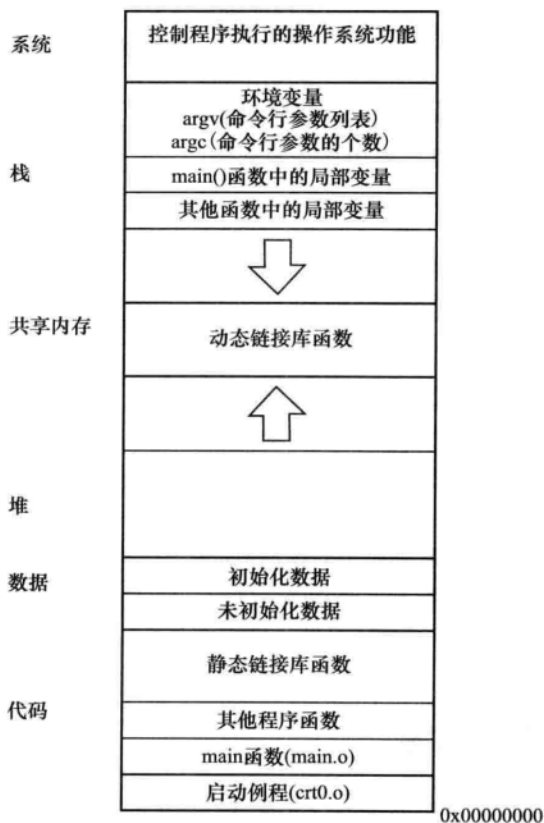 系统
控制程序执行的操作系统功能
环境变量
argv(命令行参数列表)
argc(命令行参数的个数)
栈
main()函数中的局部变量
其他函数中的局部变量
共享内存
动态链接库函数
堆
数据
初始化数据
未初始化数据
静态链接库函数
代码
其他程序函数
main函数(main.o)
启动例程(crt0.o)
0x00000000